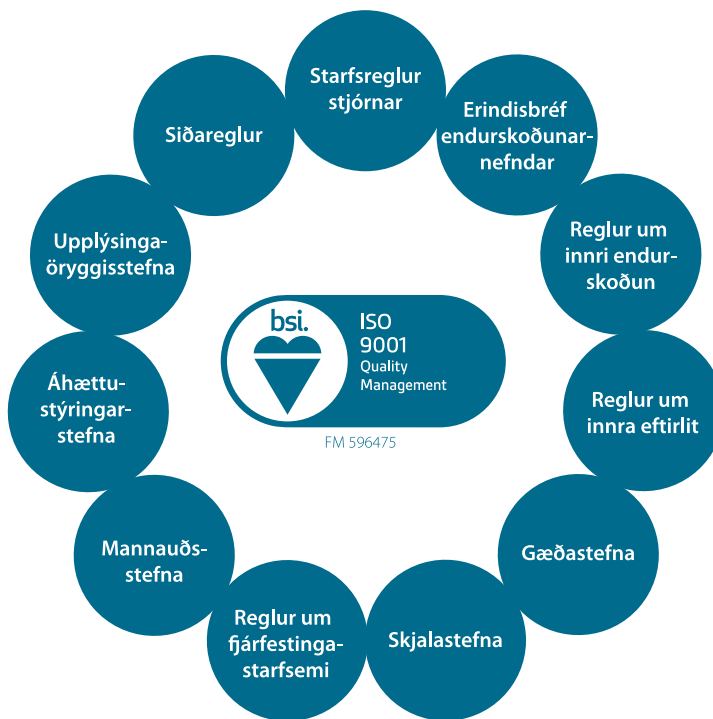 Starfsreglur
stjórnar
Erindisbréf
endurskoðunar-
nefndar
Reglur um
innri endur-
skoðun
Reglur um
innra eftirlit
Gæðastefna
Skjalastefna
Reglur um
fjárfestinga-
starfsemi
Mannauðs-
stefna
Áhættu-
stýringar-
stefna
Upplýsinga-
öryggisstefna
Siðareglur
bsi.
ISO
9001
Quality
Management
FM 596475